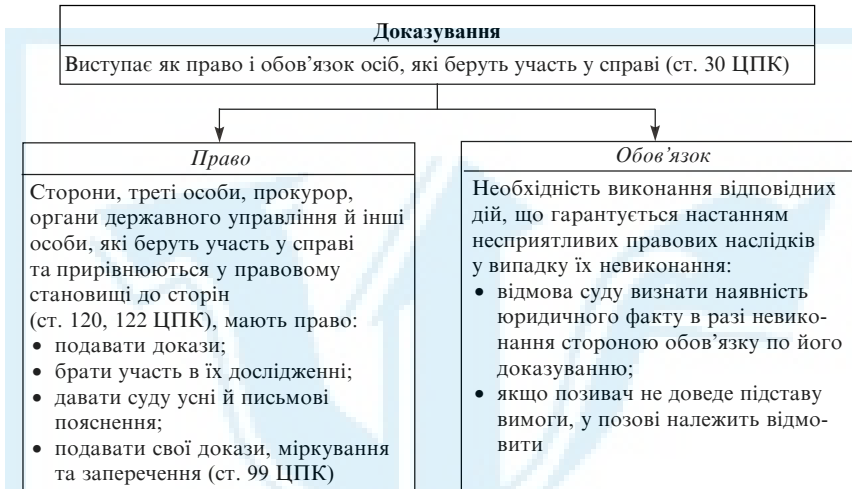 Доказування
Виступає як право і обов’язок осіб, які беруть участь у справі (ст. 30 ЦПК)
Право
Сторони, треті особи, прокурор,
органи державного управління й інші
особи, які беруть участь у справі
та прирівнюються у правовому
становищі до сторін
(ст. 120, 122 ЦПК), мають право:
• подавати докази;
• брати участь в їх дослідженні;
• давати суду усні й письмові
пояснення;
• подавати свої докази, міркування
та заперечення (ст. 99 ЦПК)
Обов’язок
Необхідність виконання відповідних
дій, що гарантується настанням
несприятливих правових наслідків
у випадку їх невиконання:
• відмова суду визнати наявність
юридичного факту в разі невико-
нання стороною обов’язку по його
доказуванню;
• якщо позивач не доведе підставу
вимоги, у позові належить відмо-
вити